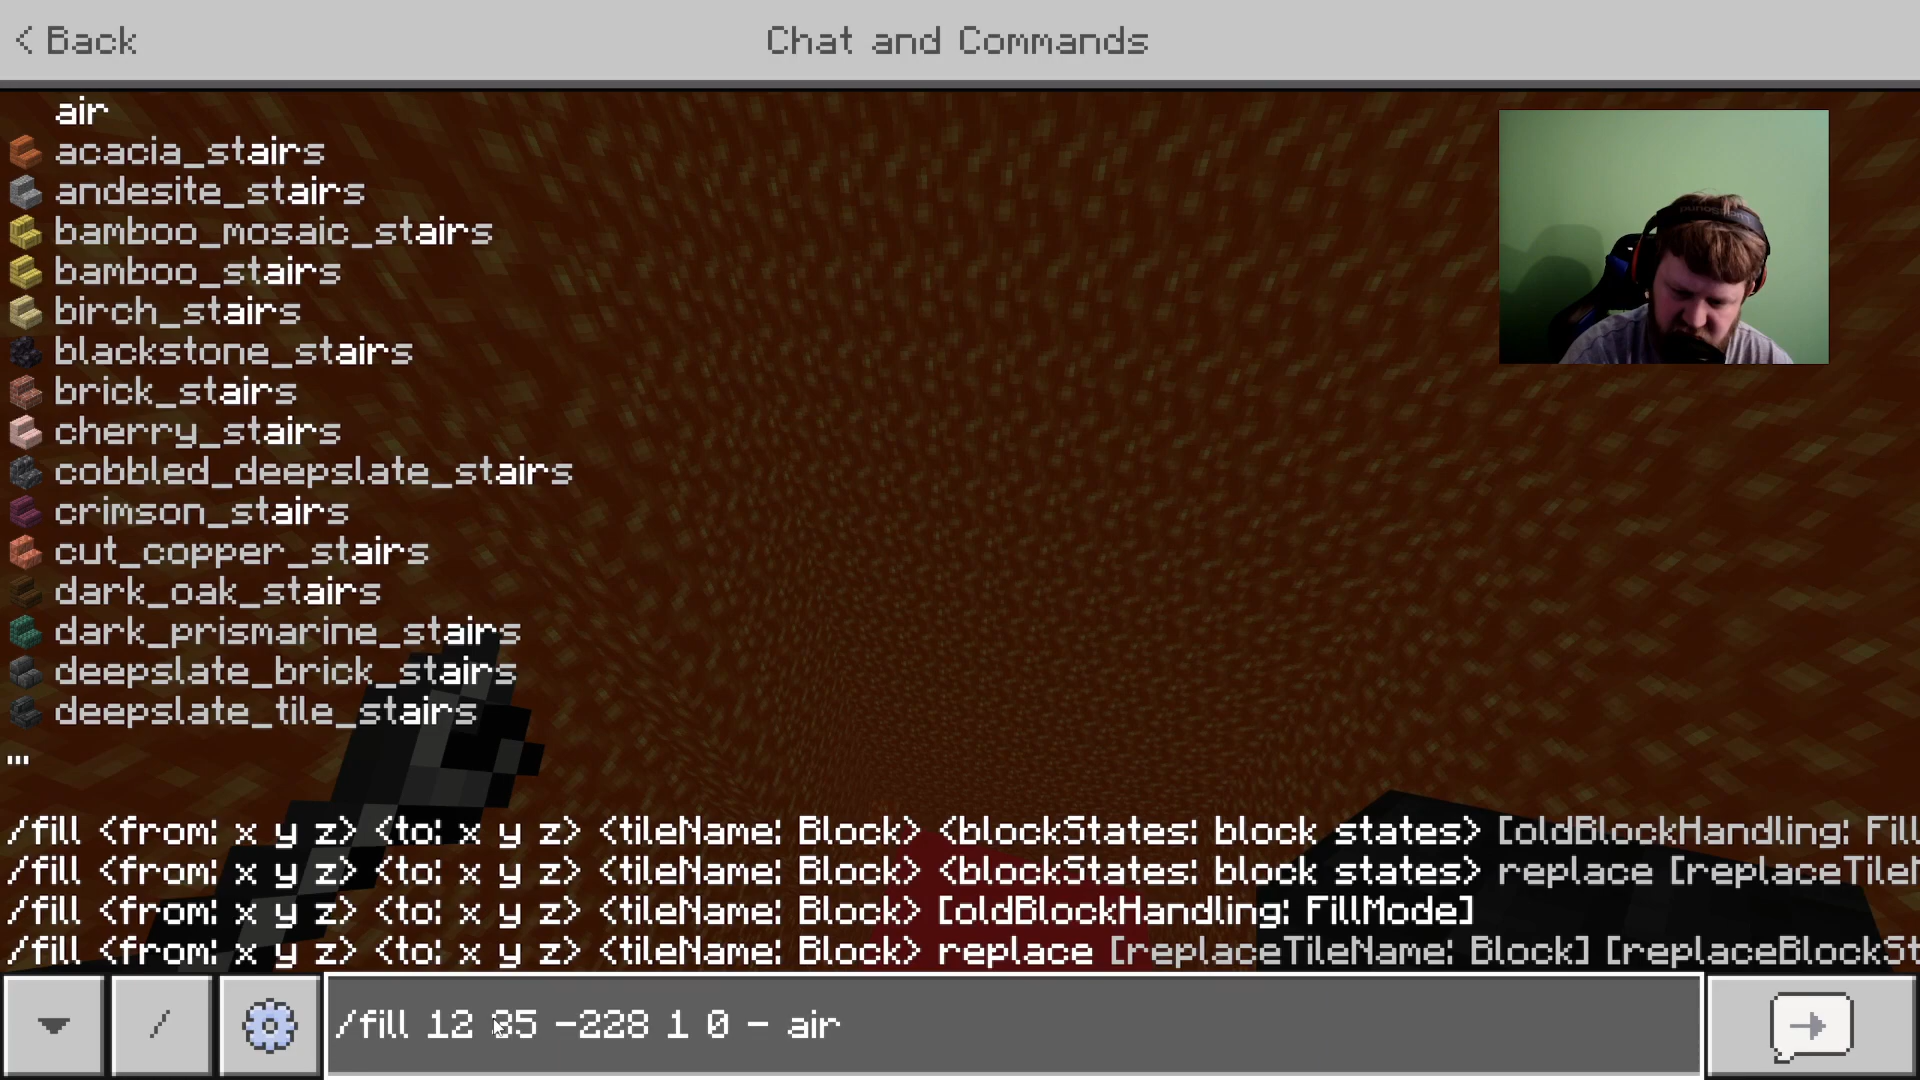 < Back
Chat and Commands
air
acacia_stairs
andesite_stairs
bamboo_mosaic_stairs
bamboo_stairs
birch_stairs
blackstone_stairs
brick_stairs
cherry_stairs
cobbled_deepslate_stairs
crimson_stairs
cut_copper_stairs
dark_oak_stairs
dark_prismarine_stairs
deepslate_brick_stairs
deepslate_tile_stairs
...
/fill <from: x y z> <to: x y z> <tileName: Block> <blockStates: block states> [oldBlockHandling: Fill
/fill <from: x y z> <to: x y z> <tileName: Block> <blockStates: block states> replace [replaceTileN
/fill <from: x y z> <to: x y z> <tileName: Block> [oldBlockHandling: FillMode]
/fill <from: x y z> <to: x y z> <tileName: Block> replace [replaceTileName: Block] [replaceBlockSt
/
/fill 12 85 -228 1 0 - air